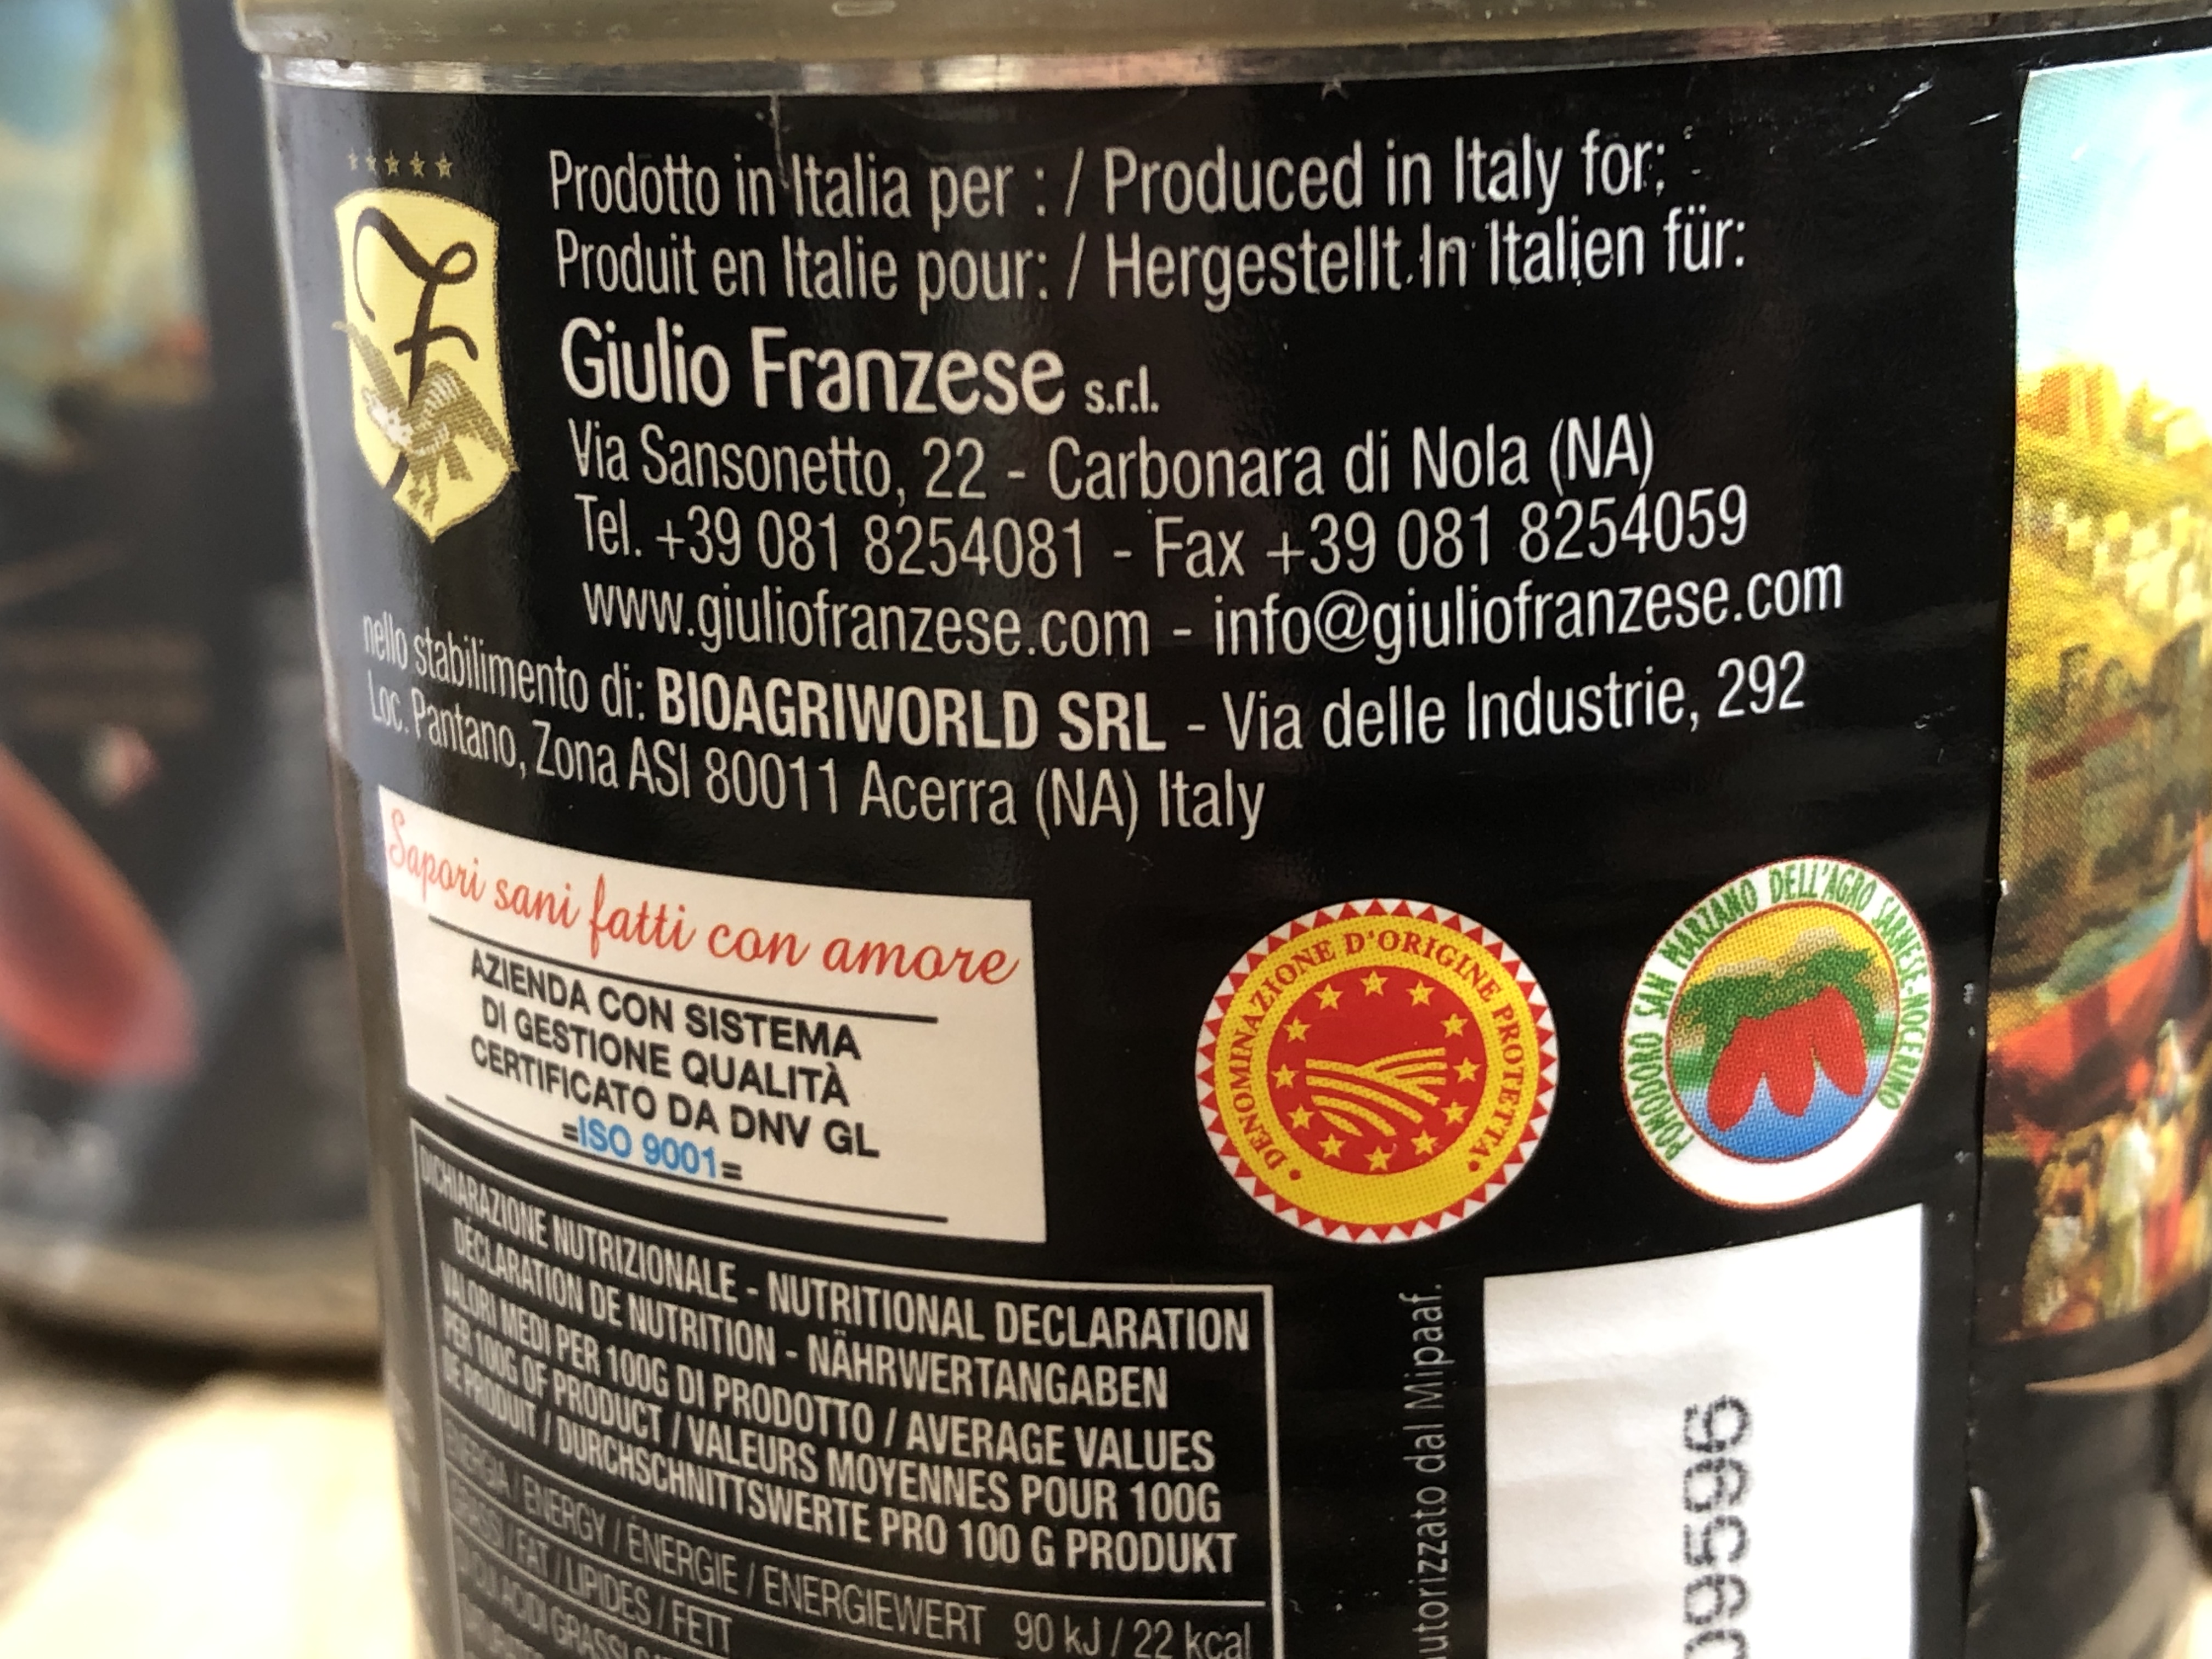 Prodotto in Italia per : / Produced in Italy for:
Produit en Italie pour: / Hergestellt In Italien für:
Giulio Franzese s.r.l.
Via Sansonetto, 22 - Carbonara di Nola (NA)
Tel. +39 081 8254081 - Fax +39 081 8254059
www.giuliofranzese.com - info@giuliofranzese.com
nello stabilimento di: BIOAGRIWORLD SRL - Via delle Industrie, 292
Loc. Pantano, Zona ASI 80011 Acerra (NA) Italy
Sapori sani fatti con amore
AZIENDA CON SISTEMA
DI GESTIONE QUALITÀ
CERTIFICATO DA DNV GL
=ISO 9001=
• DENOMINAZIONE D'ORIGINE PROTETTA •
POMODORO SAN MARZANO DELL'AGRO SARNESE-NOCERINO
DICHIARAZIONE NUTRIZIONALE - NUTRITIONAL DECLARATION
DÉCLARATION DE NUTRITION - NÄHRWERTANGABEN
VALORI MEDI PER 100G DI PRODOTTO / AVERAGE VALUES
PER 100G OF PRODUCT / VALEURS MOYENNES POUR 100G
DE PRODUIT / DURCHSCHNITTSWERTE PRO 100 G PRODUKT
ENERGIA / ENERGY / ÉNERGIE / ENERGIEWERT 90 kJ / 22 kcal
GRASSI / FAT / LIPIDES / FETT
DI CUI ACIDI GRASSI
utorizzato dal Mipaaf.
096596